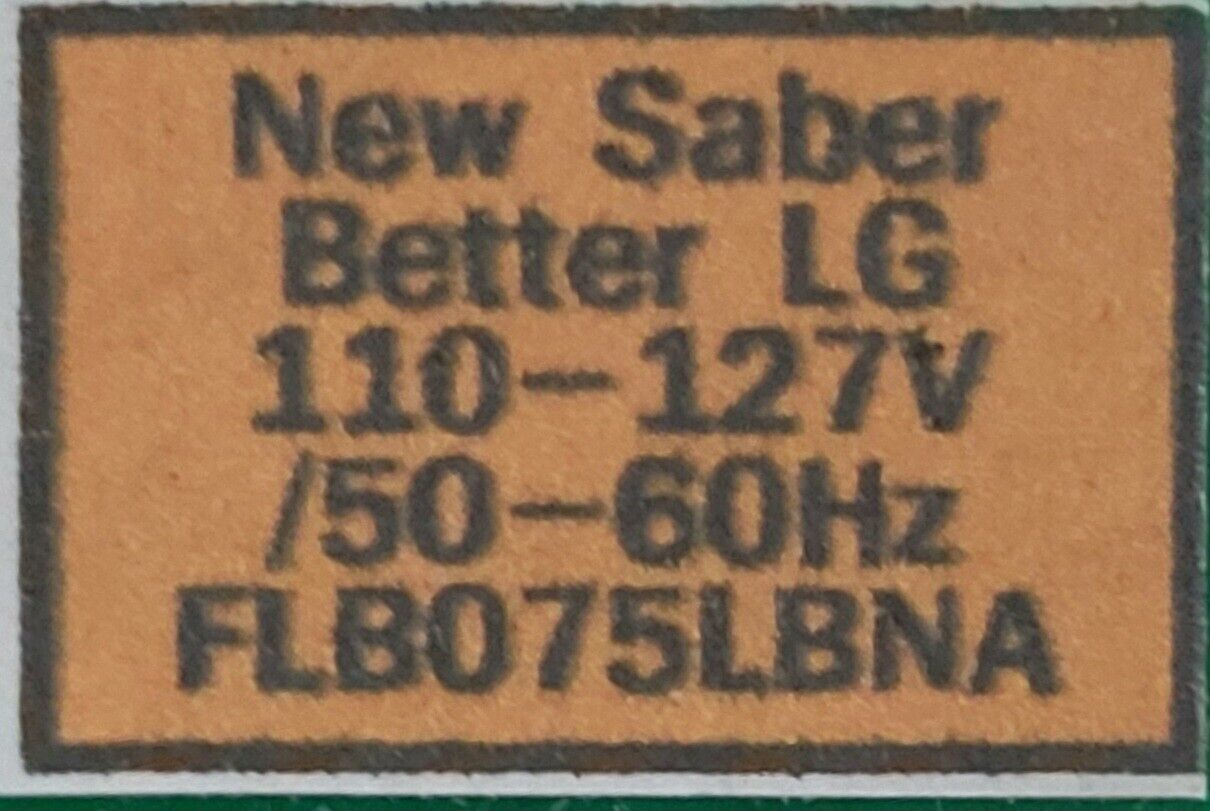 New Saber
Better LG
110-127V
/50-60Hz
FLB075LBNA